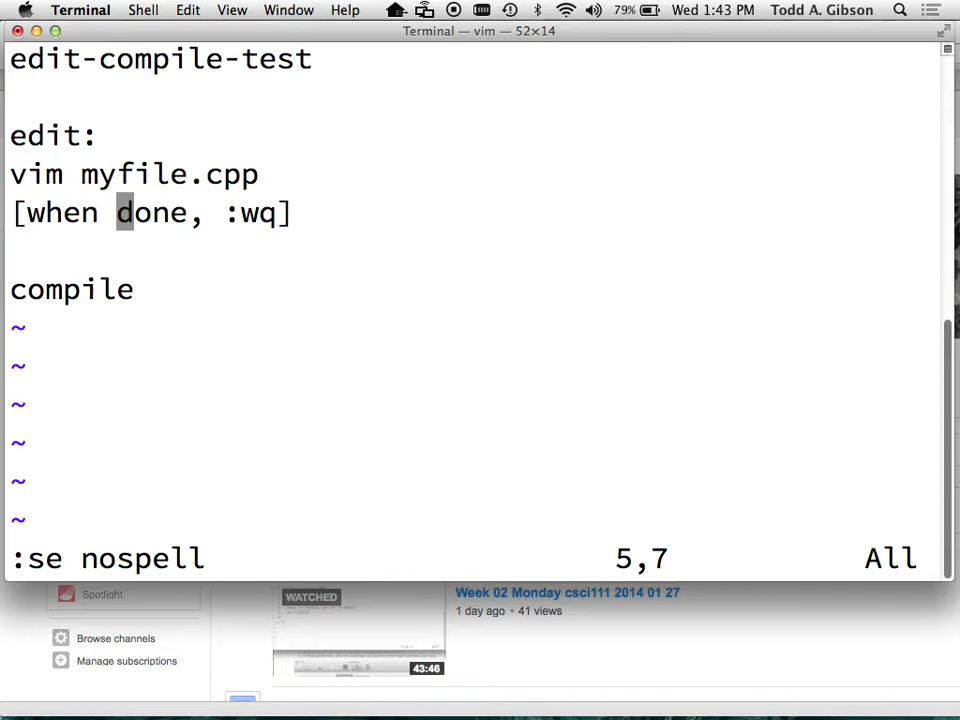 Terminal Shell Edit View Window Help 79% Wed 1:43 PM Todd A. Gibson
Terminal — vim — 52×14
edit-compile-test
edit:
vim myfile.cpp
[when done, :wq]
compile
~
~
~
~
~
~
:se nospell 5,7 All
Spotlight
Browse channels
Manage subscriptions
WATCHED
43:46
Week 02 Monday csci111 2014 01 27
1 day ago • 41 views